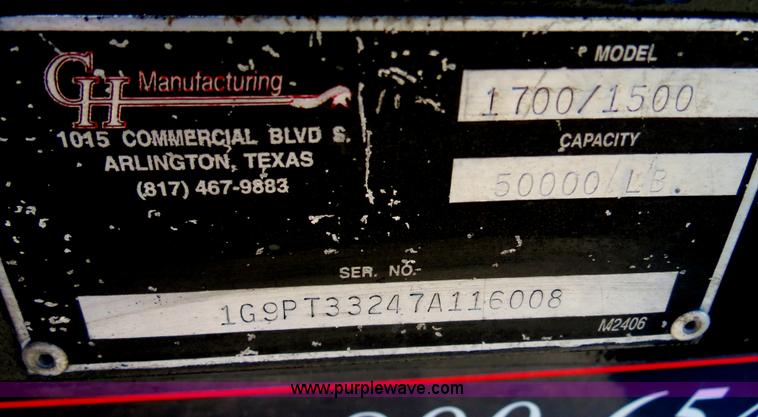 GH Manufacturing
1015 COMMERCIAL BLVD S.
ARLINGTON, TEXAS
(817) 467-9883
MODEL
1700/1500
CAPACITY
50000/LB.
SER. NO.
1G9PT33247A116008
M2406
www.purplewave.com